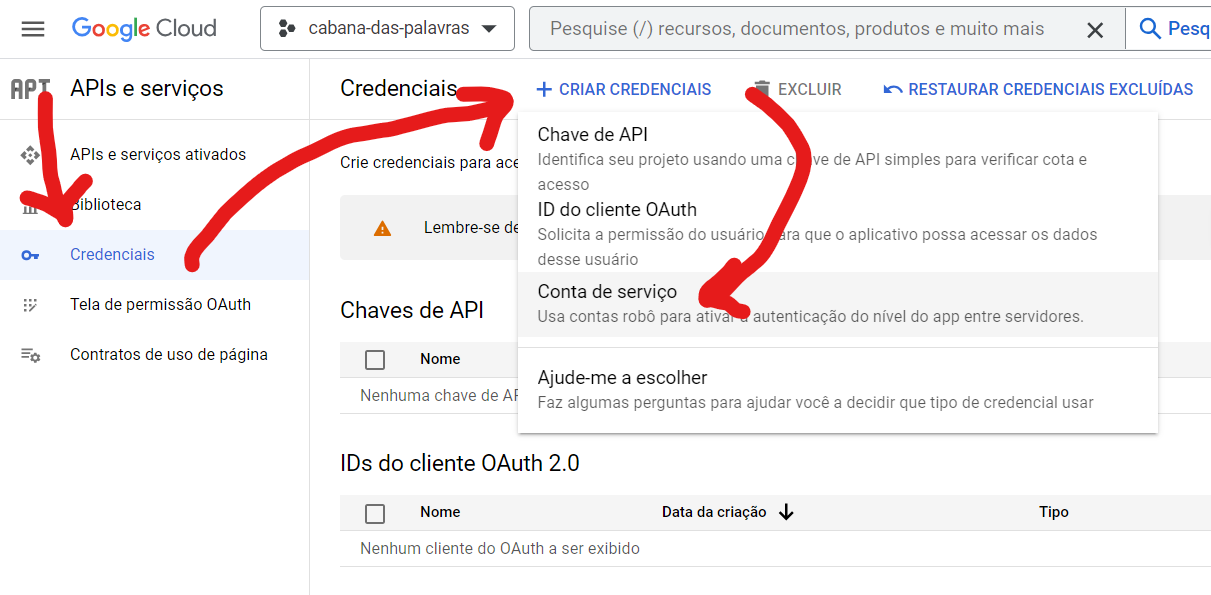 Google Cloud
cabana-das-palavras
Pesquise (/) recursos, documentos, produtos e muito mais
Pesq
API
APIs e serviços
APIs e serviços ativados
Biblioteca
Credenciais
Tela de permissão OAuth
Contratos de uso de página
Credenciais
+ CRIAR CREDENCIAIS
EXCLUIR
RESTAURAR CREDENCIAIS EXCLUÍDAS
Crie credenciais para ace
Lembre-se de
Chave de API
Identifica seu projeto usando uma chave de API simples para verificar cota e
acesso
ID do cliente OAuth
Solicita a permissão do usuário para que o aplicativo possa acessar os dados
desse usuário
Conta de serviço
Usa contas robô para ativar a autenticação do nível do app entre servidores.
Ajude-me a escolher
Faz algumas perguntas para ajudar você a decidir que tipo de credencial usar
Chaves de API
Nome
Nenhuma chave de AP
IDs do cliente OAuth 2.0
Nome
Data da criação
Tipo
Nenhum cliente do OAuth a ser exibido